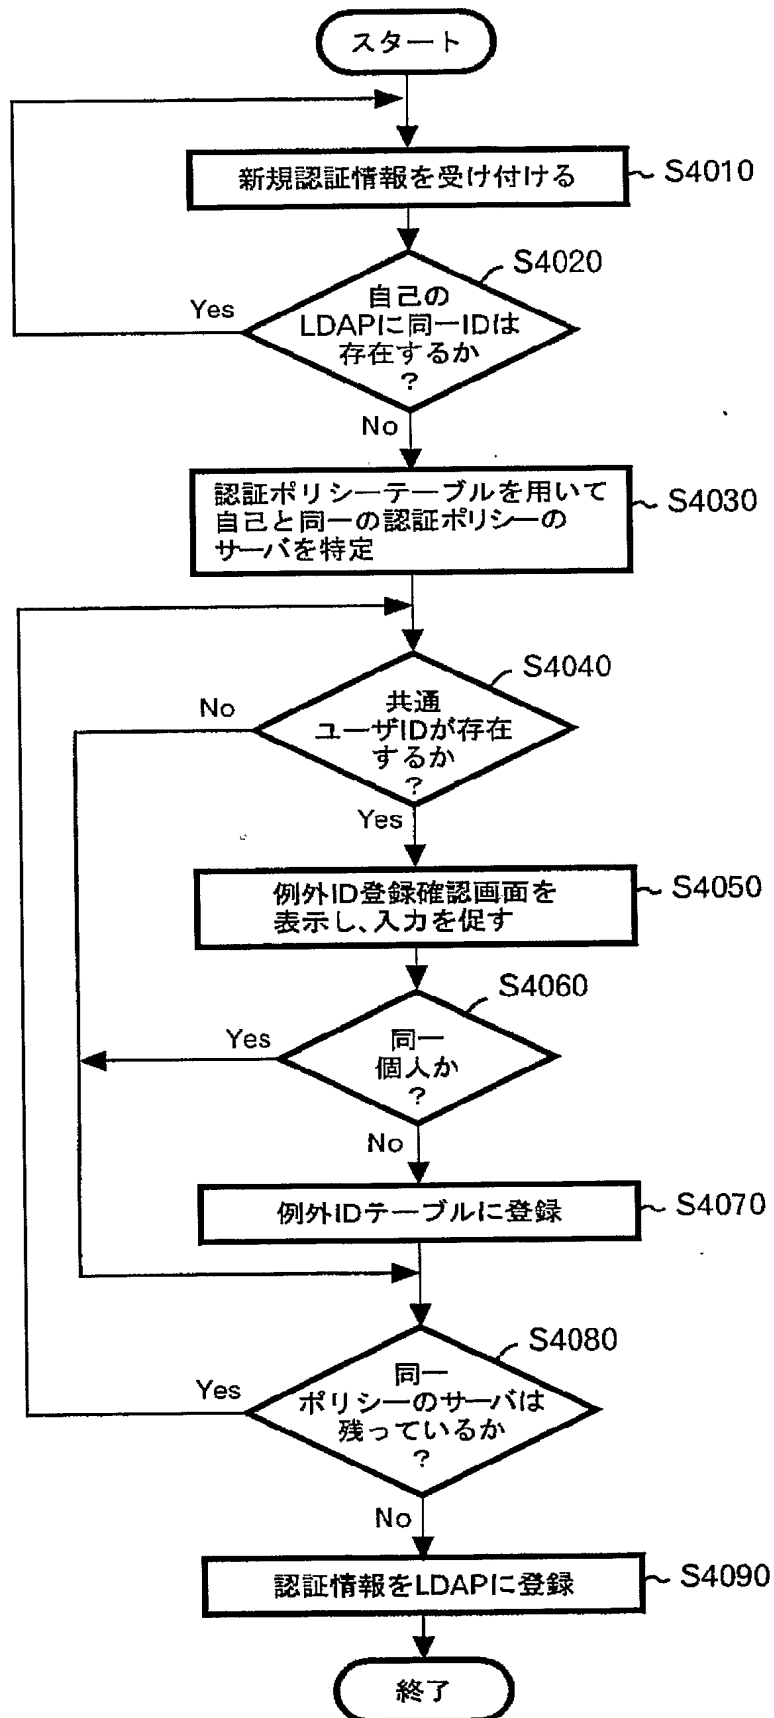 スタート
新規認証情報を受け付ける
S4010
S4020
自己の
LDAPに同一IDは
存在するか
?
Yes
No
認証ポリシーテーブルを用いて
自己と同一の認証ポリシーの
サーバを特定
S4030
S4040
共通
ユーザIDが存在
するか
?
No
Yes
例外ID登録確認画面を
表示し、入力を促す
S4050
S4060
同一
個人か
?
Yes
No
例外IDテーブルに登録
S4070
S4080
同一
ポリシーのサーバは
残っているか
?
Yes
No
認証情報をLDAPに登録
S4090
終了